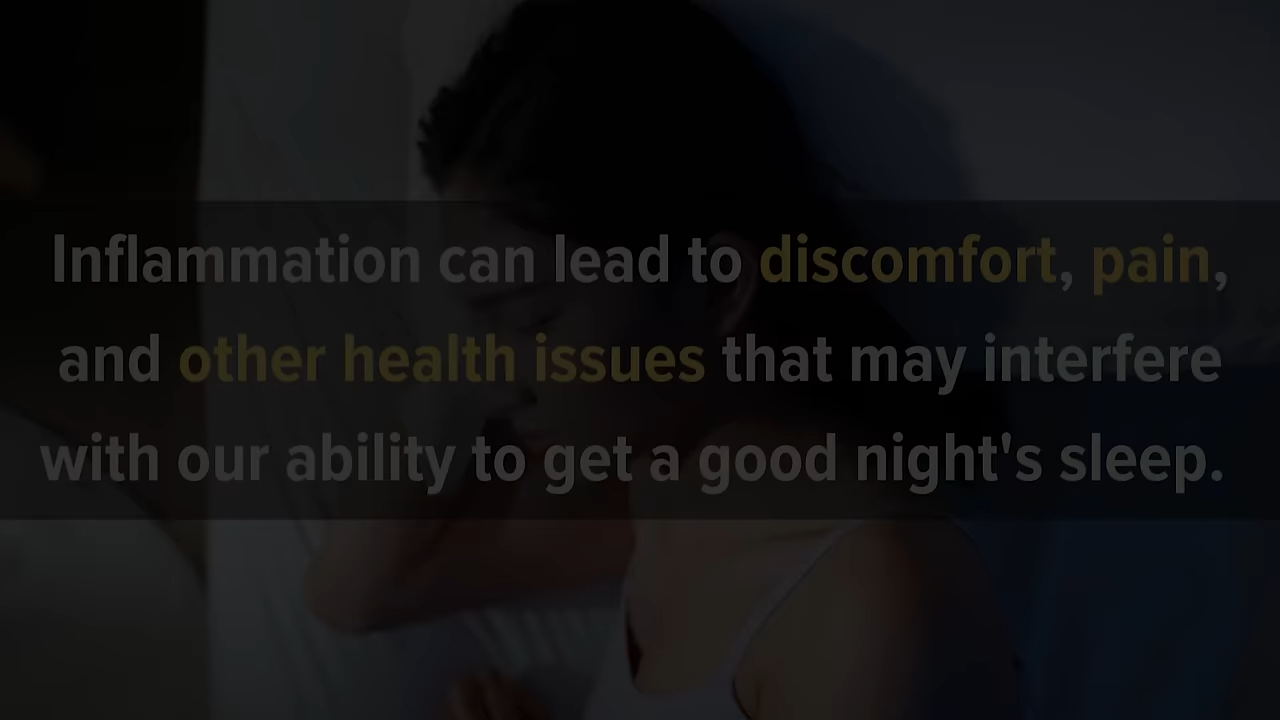 Inflammation can lead to discomfort, pain,
and other health issues that may interfere
with our ability to get a good night's sleep.